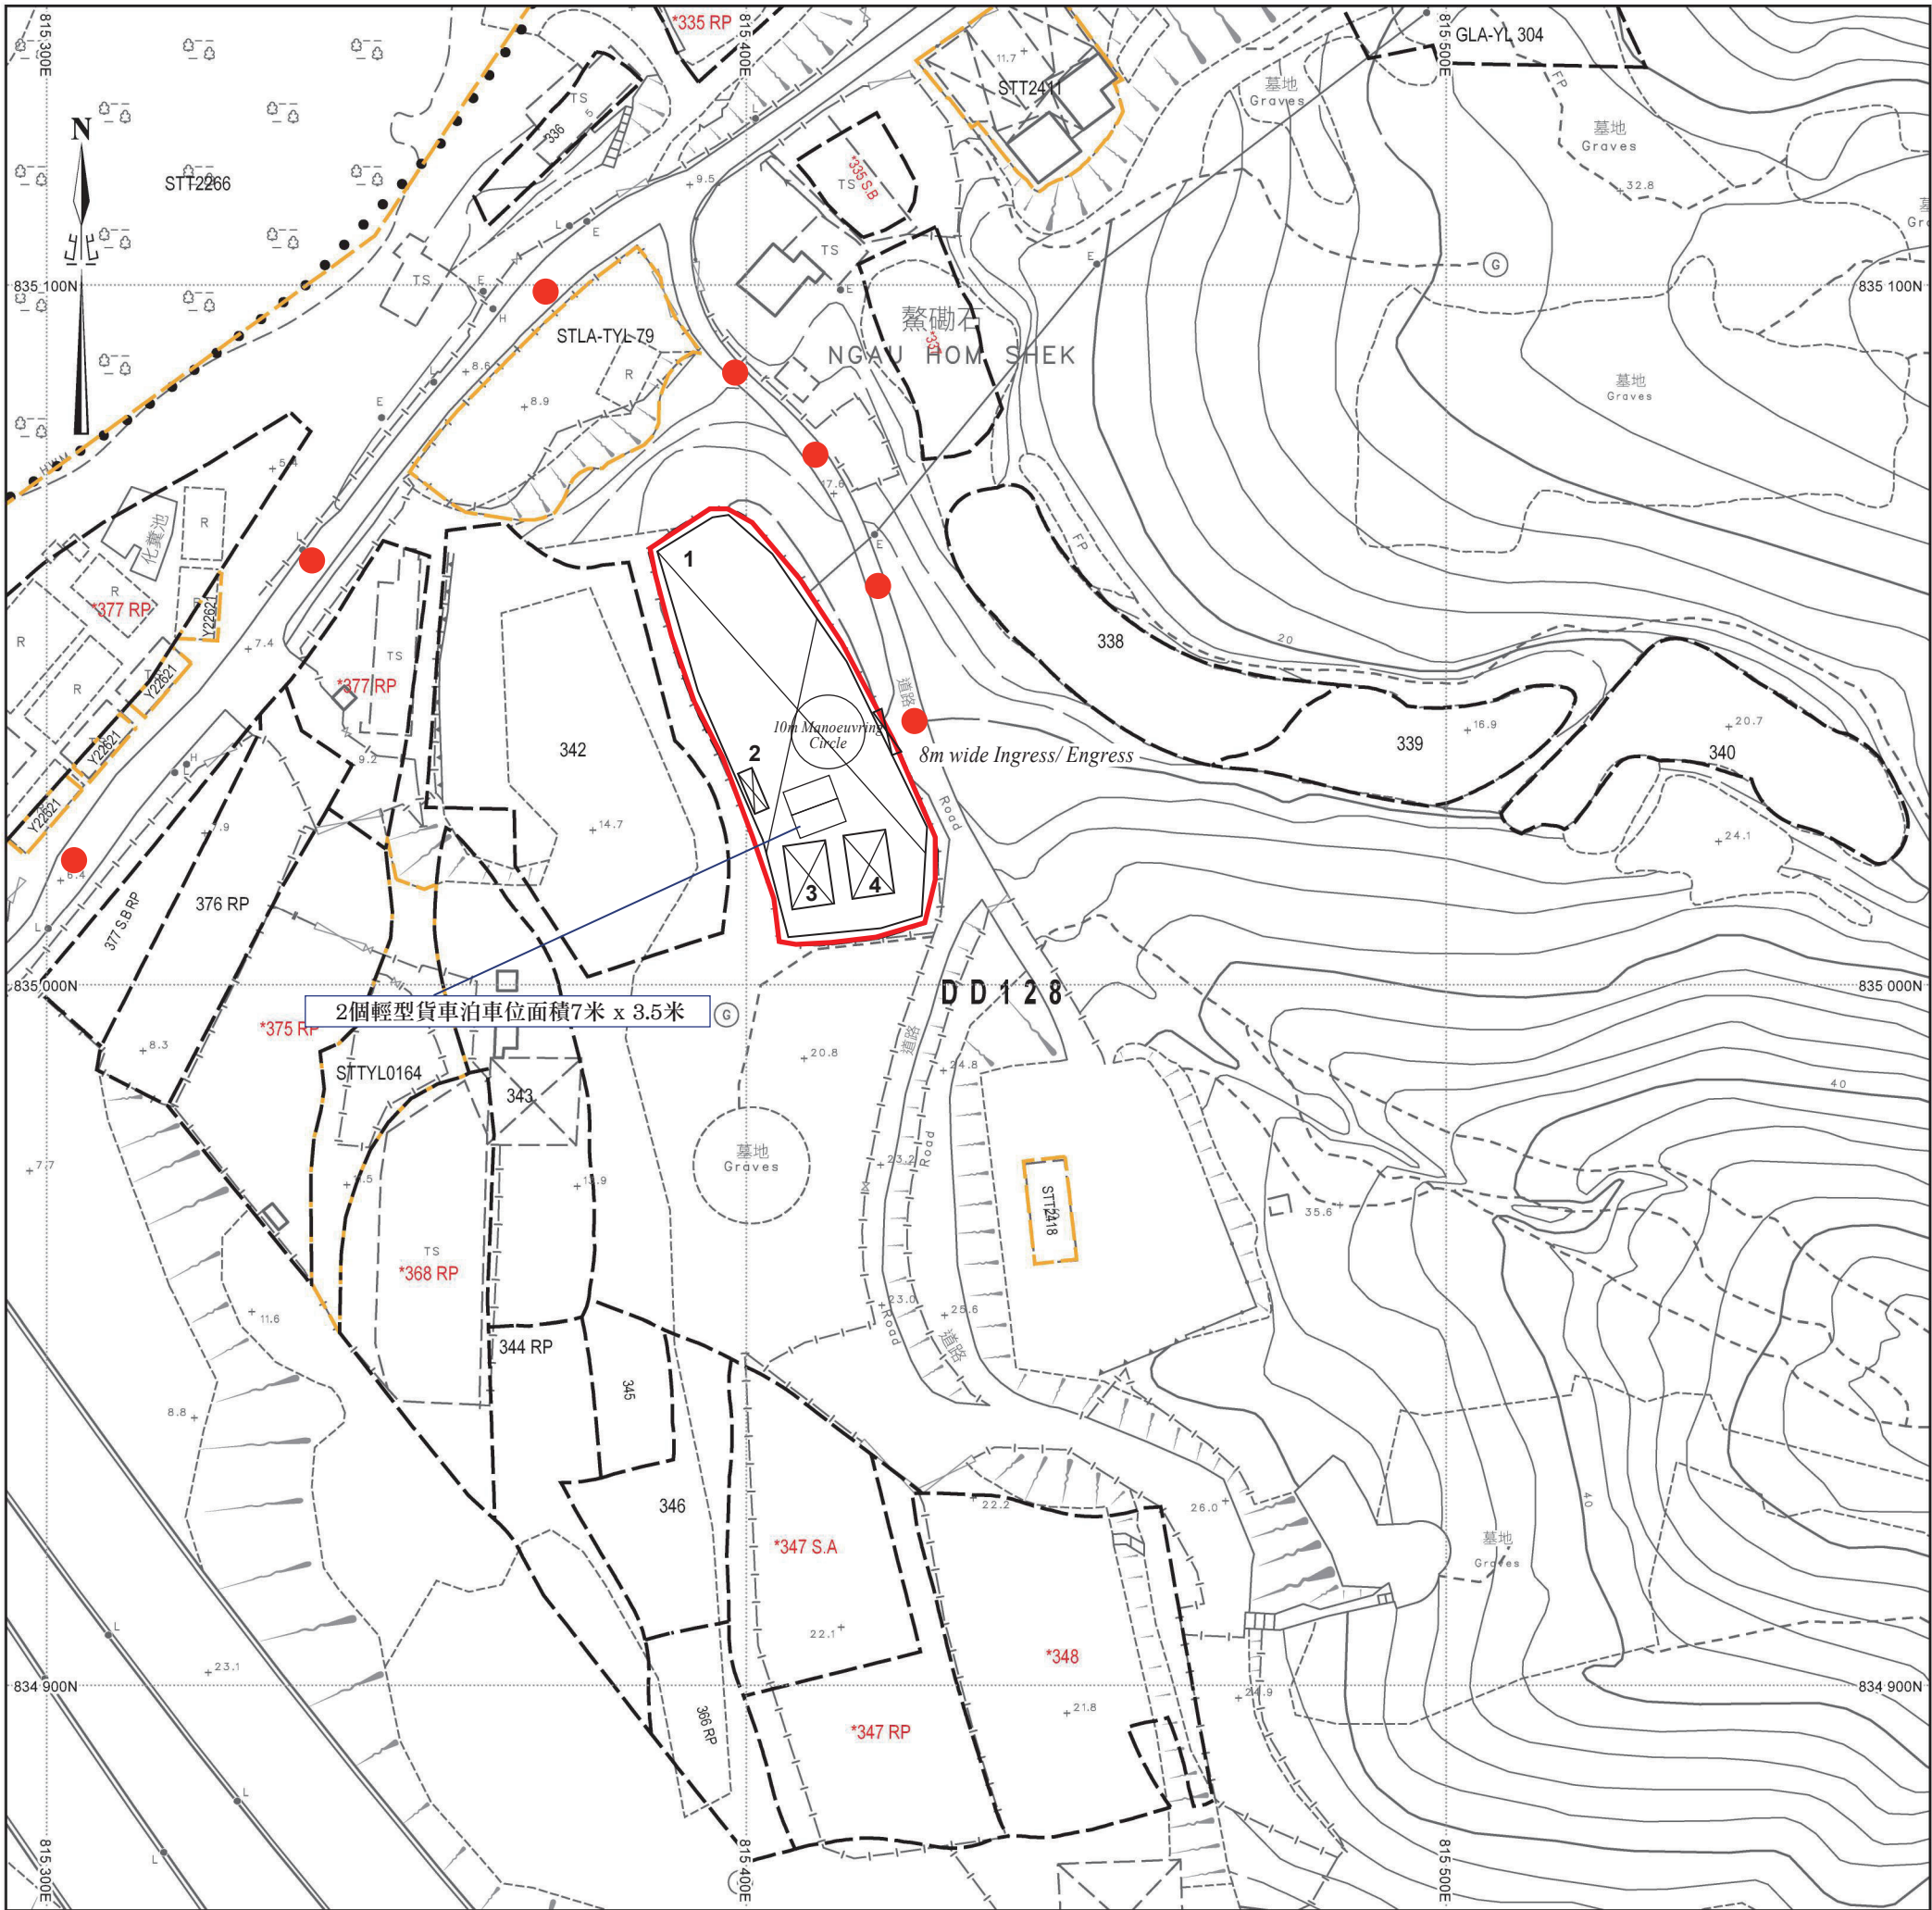 815 300E
*335 RP
815 400E
815 500E
GLA-YL 304
11.7
STT2411
墓地
Graves
FP
墓地
Graves
N
TS
336
5
L
STT2266
9.5
TS
*335 S.B
32.8
L
E
TS
E
G
835 100N
TS
E
H
E
835 100N
鰲磡石
*337
NGAU HOM SHEK
STLA-TYL 79
R
8.6
8.9
L
E
墓地
Graves
HWM
5.4
17.6
化糞池
R
L
E
FP
1
R
*377 RP
R
Y22621
R
7.4
TS
*377 RP
338
20
道路
R
Y22621
10m Manoeuvring
Circle
2
8m wide Ingress/ Engress
342
339
16.9
20.7
340
Y22621
H
L
9.2
Road
Y22621
7.9
14.7
24.1
6.4
3
4
376 RP
377 S.B RP
L
835 000N
DD128
835 000N
2個輕型貨車泊車位面積7米 x 3.5米
G
*375 RP
8.3
道路
20.8
24.8
STTYL0164
343
40
墓地
Graves
7.7
11.5
13.9
23.2
Road
STT2418
35.6
TS
*368 RP
11.6
23.0
Road
25.6
道路
344 RP
345
8.8
346
22.2
26.0
40
*347 S.A
墓地
Graves
L
22.1
*348
23.1
834 900N
24.9
834 900N
366 RP
*347 RP
21.8
L
L
815 300E
815 400E
815 500E